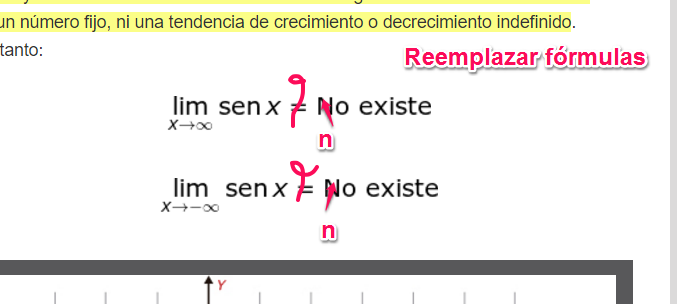 un número fijo, ni una tendencia de crecimiento o decrecimiento indefinido.
tanto:
Reemplazar fórmulas
lim sen x = No existe
x→∞
n
lim sen x = No existe
x→-∞
n
Y